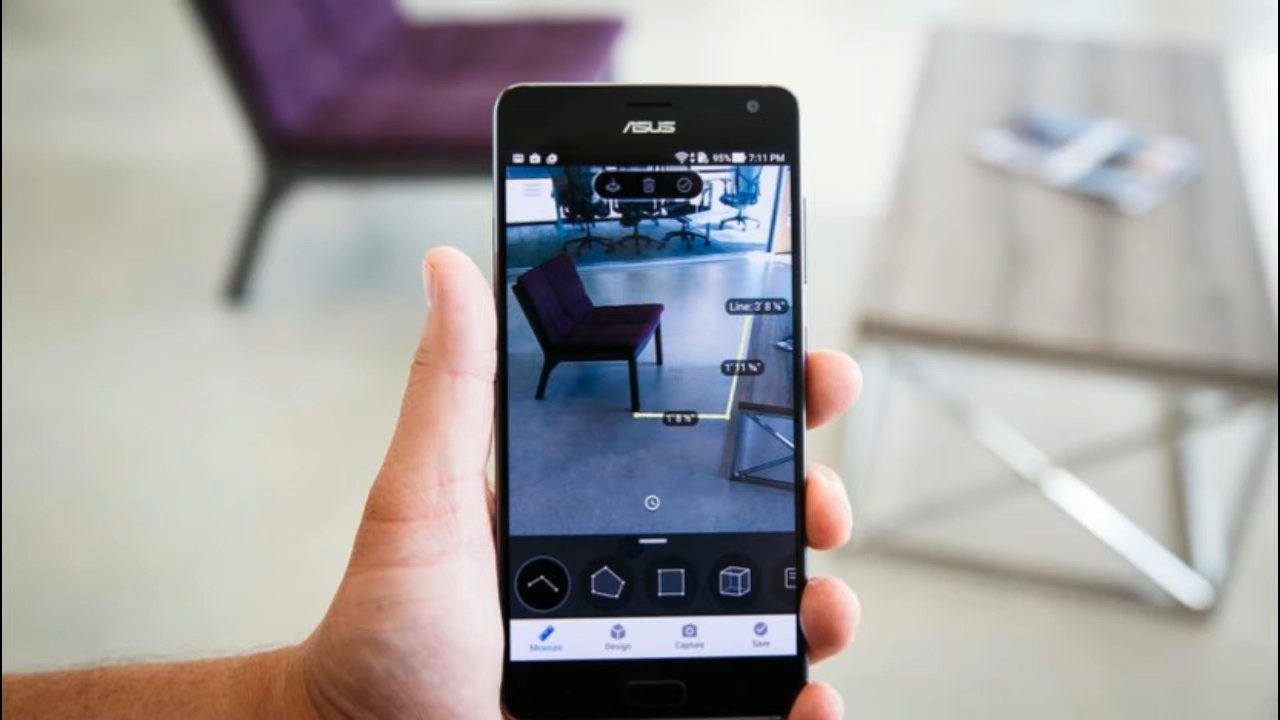 ASUS
95% 7:11 PM
Line: 3' 8 ⅝"
1' 11 ⅝"
1' 8 ⅝"
Measure Design Capture Save